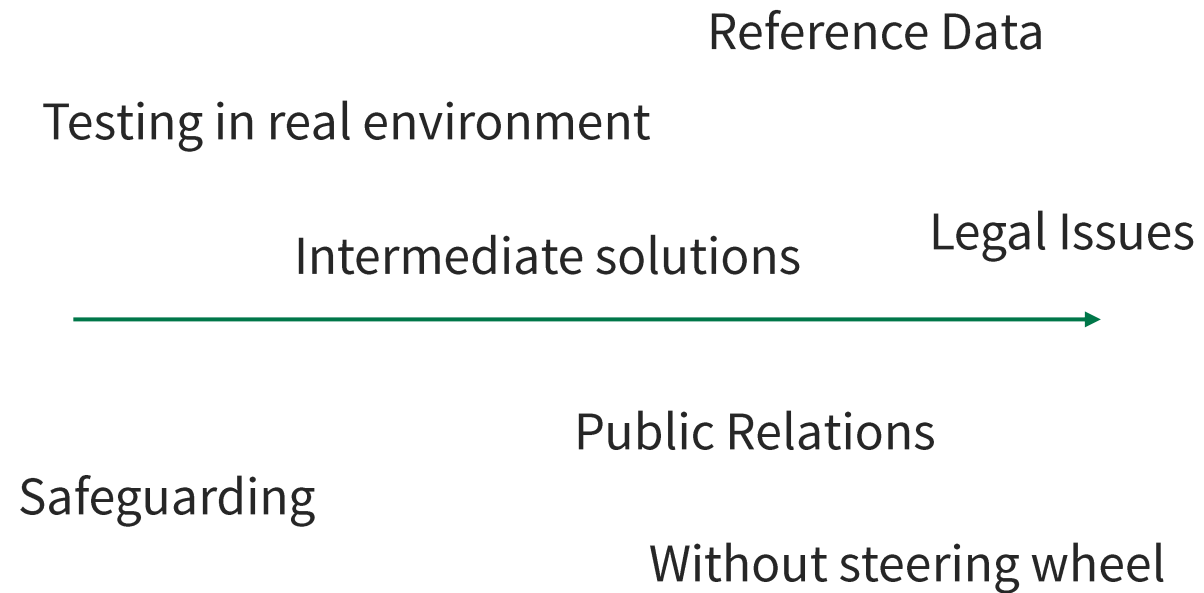 Reference Data
Testing in real environment
Legal Issues
Intermediate solutions
Public Relations
Safeguarding
Without steering wheel